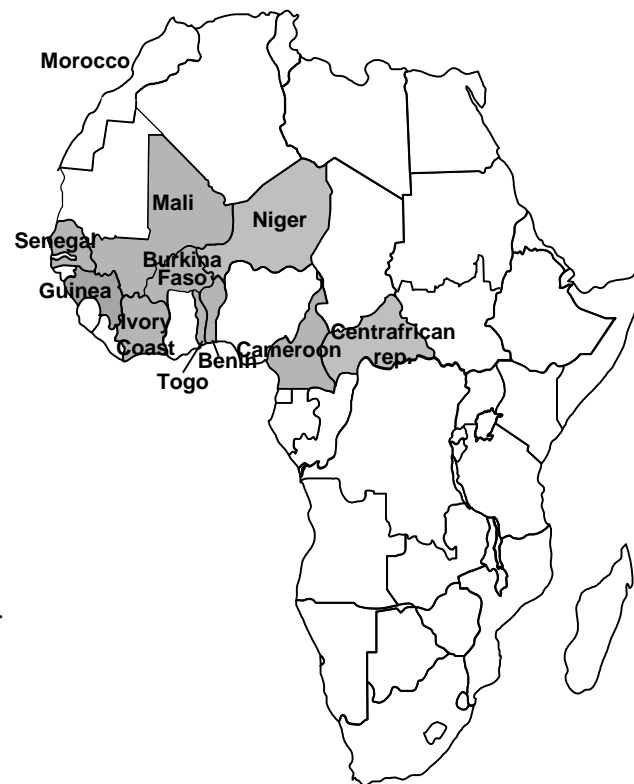 Morocco
Mali
Niger
Senegal
Burkina
Faso
Guinea
Ivory
Coast
Centrafrican
rep.
Cameroon
Benin
Togo